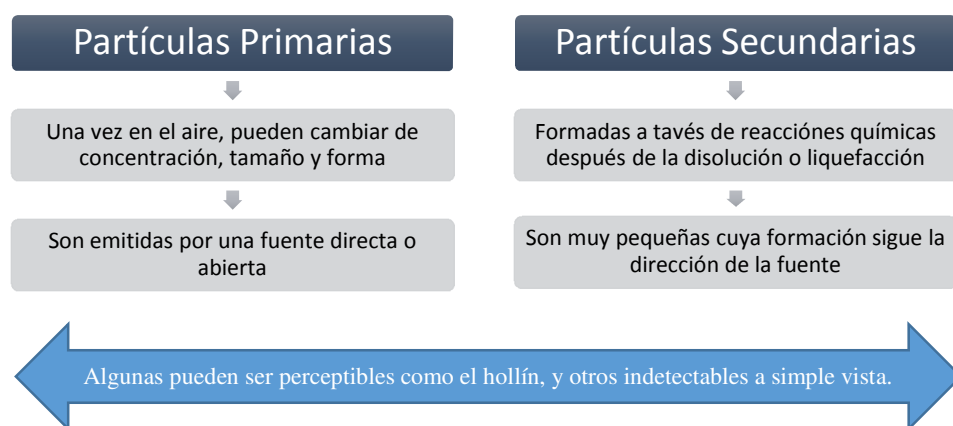 Partículas Primarias
Una vez en el aire, pueden cambiar de
concentración, tamaño y forma
Son emitidas por una fuente directa o
abierta
Partículas Secundarias
Formadas a tavés de reacciónes químicas
después de la disolución o liquefacción
Son muy pequeñas cuya formación sigue la
dirección de la fuente
Algunas pueden ser perceptibles como el hollín, y otros indetectables a simple vista.